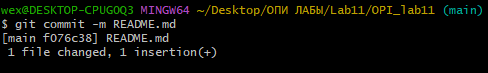 wex@DESKTOP-CPUGOQ3 MINGW64 ~/Desktop/ОПИ ЛАБЫ/Lab11/OPI_lab11 (main)
$ git commit -m README.md
[main f076c38] README.md
 1 file changed, 1 insertion(+)